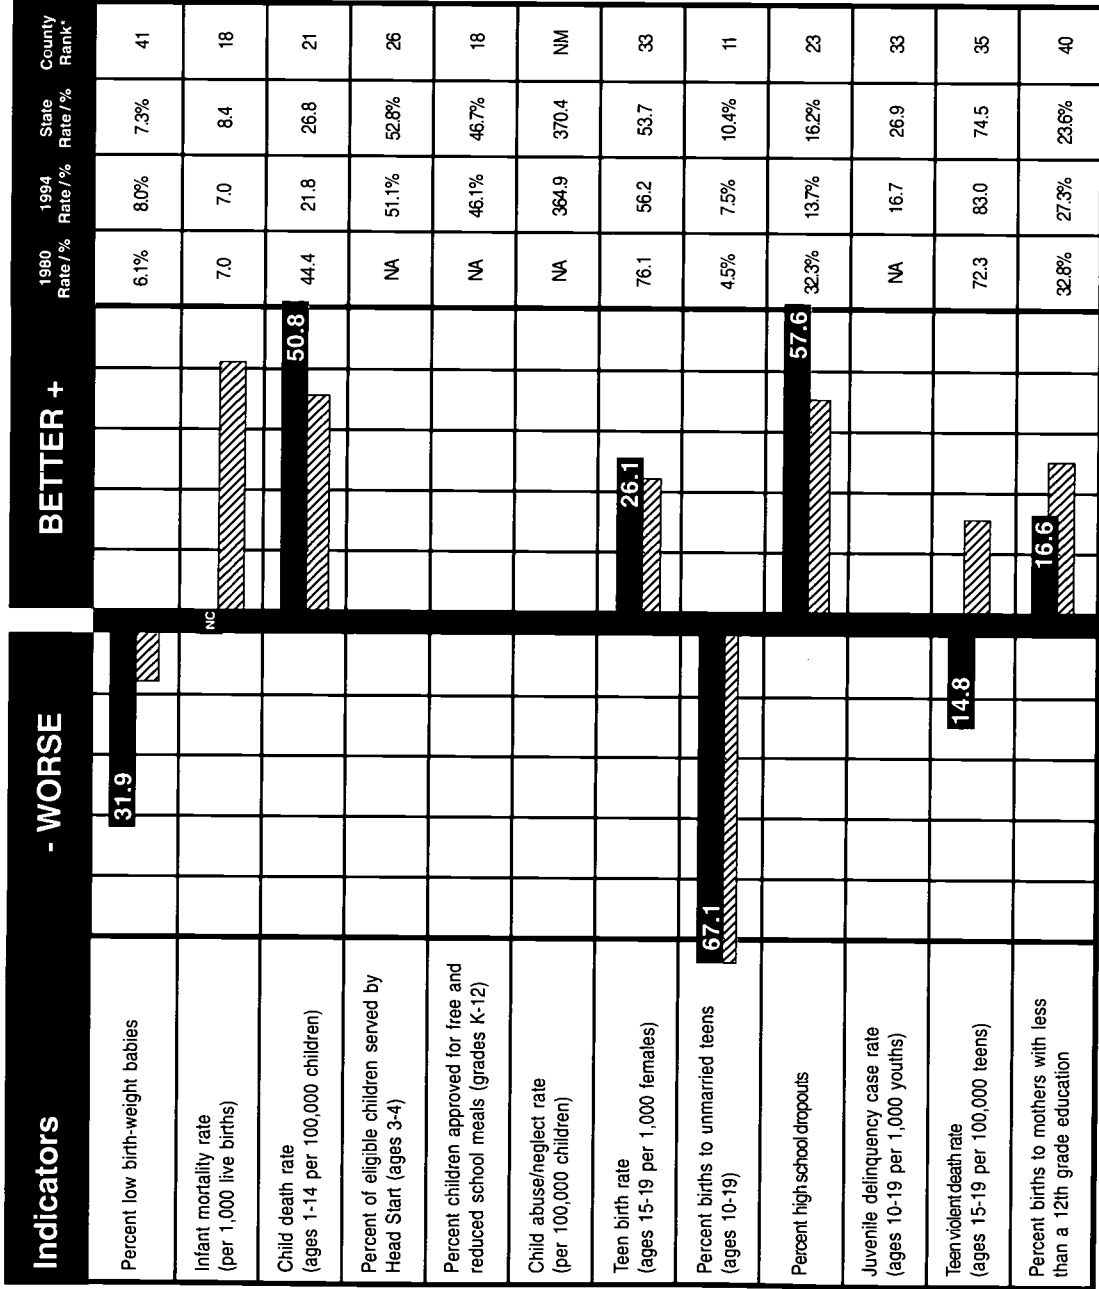 Indicators - WORSE BETTER + 1980 Rate / % 1994 Rate / % State Rate / % County Rank*
Percent low birth-weight babies 31.9 6.1% 8.0% 7.3% 41
Infant mortality rate
(per 1,000 live births) NC 7.0 7.0 8.4 18
Child death rate
(ages 1-14 per 100,000 children) 50.8 44.4 21.8 26.8 21
Percent of eligible children served by
Head Start (ages 3-4) NA 51.1% 52.8% 26
Percent children approved for free and
reduced school meals (grades K-12) NA 46.1% 46.7% 18
Child abuse/neglect rate
(per 100,000 children) NA 364.9 370.4 NM
Teen birth rate
(ages 15-19 per 1,000 females) 26.1 76.1 56.2 53.7 33
Percent births to unmarried teens
(ages 10-19) 67.1 4.5% 7.5% 10.4% 11
Percent high school dropouts 57.6 32.3% 13.7% 16.2% 23
Juvenile delinquency case rate
(ages 10-19 per 1,000 youths) NA 16.7 26.9 33
Teen violent death rate
(ages 15-19 per 100,000 teens) 14.8 72.3 83.0 74.5 35
Percent births to mothers with less
than a 12th grade education 16.6 32.8% 27.3% 23.6% 40